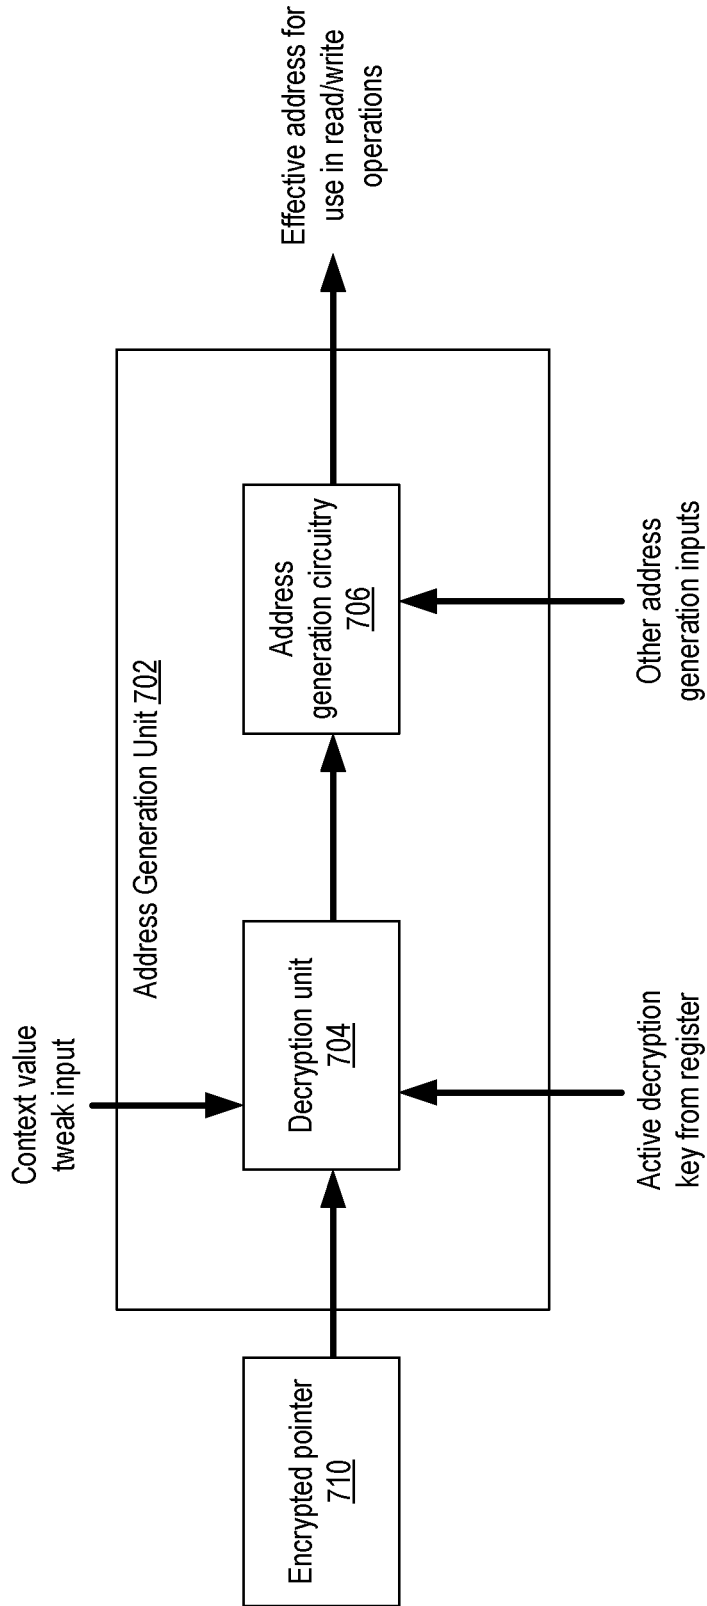 Encrypted pointer
710
Context value
tweak input
Address Generation Unit 702
Decryption unit
704
Active decryption
key from register
Address
generation circuitry
706
Other address
generation inputs
Effective address for
use in read/write
operations